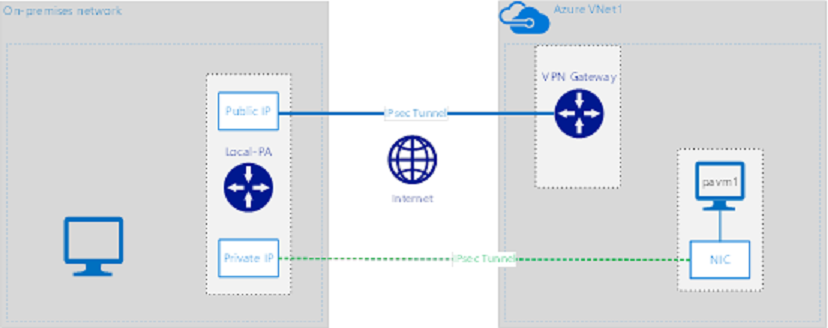 On-premises network
Azure VNet1
VPN Gateway
Public IP
IPsec Tunnel
Local-PA
Internet
pavm1
Private IP
IPsec Tunnel
NIC